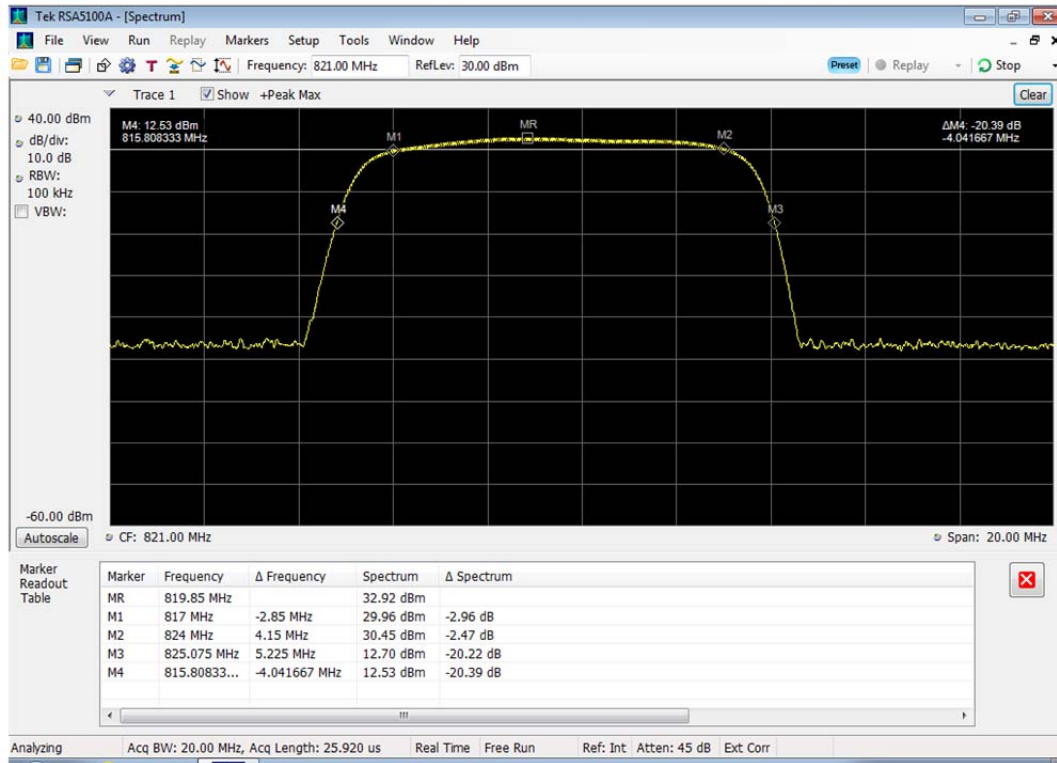 Tek RSA5100A - [Spectrum]
File View Run Replay Markers Setup Tools Window Help
T Frequency: 821.00 MHz RefLev: 30.00 dBm Preset Replay Stop
Trace 1 Show +Peak Max Clear
40.00 dBm
dB/div:
10.0 dB
RBW:
100 kHz
VBW:
M4: 12.53 dBm
815.808333 MHz
ΔM4: -20.39 dB
-4.041667 MHz
M1
MR
M2
M4
M3
-60.00 dBm
Autoscale CF: 821.00 MHz Span: 20.00 MHz
Marker
Readout
Table
Marker Frequency Δ Frequency Spectrum Δ Spectrum
MR 819.85 MHz 32.92 dBm
M1 817 MHz -2.85 MHz 29.96 dBm -2.96 dB
M2 824 MHz 4.15 MHz 30.45 dBm -2.47 dB
M3 825.075 MHz 5.225 MHz 12.70 dBm -20.22 dB
M4 815.80833... -4.041667 MHz 12.53 dBm -20.39 dB
Analyzing Acq BW: 20.00 MHz, Acq Length: 25.920 us Real Time Free Run Ref: Int Atten: 45 dB Ext Corr